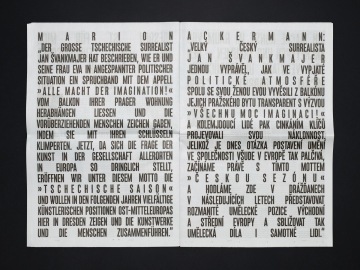 MARION
„DER GROSSE TSCHECHISCHE SURREALIST
JAN ŠVANKMAJER HAT BESCHRIEBEN, WIE ER UND
SEINE FRAU EVA IN ANGESPANNTER POLITISCHER
SITUATION EIN SPRUCHBAND MIT DEM APPELL
»ALLE MACHT DER IMAGINATION!«
VOM BALKON IHRER PRAGER WOHNUNG
HERABHÄNGEN LIESSEN UND DIE
VORÜBERZIEHENDEN MENSCHEN ZEICHEN GABEN,
INDEM SIE MIT IHREN SCHLÜSSELN
KLIMPERTEN. JETZT, DA SICH DIE FRAGE DER
KUNST IN DER GESELLSCHAFT ALLERORTEN
IN EUROPA SO DRINGLICH STELLT,
ERÖFFNEN WIR UNTER DIESEM MOTTO DIE
»TSCHECHISCHE SAISON«
UND WOLLEN IN DEN FOLGENDEN JAHREN VIELFÄLTIGE
KÜNSTLERISCHEN POSITIONEN OST-MITTELEUROPAS
HIER IN DRESDEN ZEIGEN UND DIE KUNSTWERKE
UND DIE MENSCHEN ZUSAMMENFÜHREN.“
ACKERMANN:
„VELKÝ ČESKÝ SURREALISTA
JAN ŠVANKMAJER
JEDNOU VYPRÁVĚL, JAK VE VYPJATÉ
POLITICKÉ ATMOSFÉŘE
SPOLU SE SVOU ŽENOU EVOU VYVĚSILI Z BALKÓNU
JEJICH PRAŽSKÉHO BYTU TRANSPARENT S VÝZVOU
»VŠECHNU MOC IMAGINACI!«
A KOLEMJDOUCÍ LIDÉ PAK CINKÁNÍM KLÍČŮ
PROJEVOVALI SVOU NÁKLONNOST.
JELIKOŽ JE DNES OTÁZKA POSTAVENÍ UMĚNÍ
VE SPOLEČNOSTI VŠUDE V EVROPĚ TAK PALČIVÁ,
ZAČÍNÁME PRÁVĚ S TÍMTO MOTTEM
»ČESKOU SEZÓNU«
HODLÁME ZDE V DRÁŽĎANECH
V NÁSLEDUJÍCÍCH LETECH PŘEDSTAVOVAT
ROZMANITÉ UMĚLECKÉ POZICE VÝCHODNÍ
A STŘEDNÍ EVROPY A SBLIŽOVAT TAK
UMĚLECKÁ DÍLA I SAMOTNÉ LIDI.“